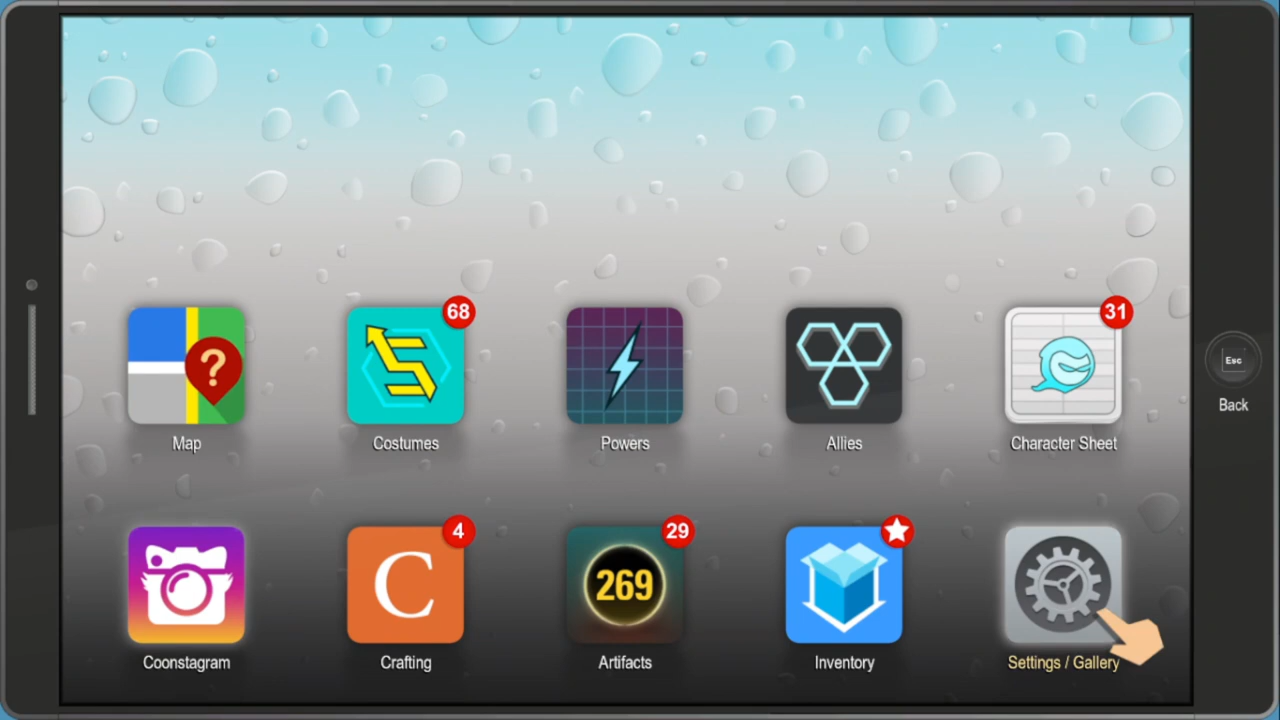 68
31
?
Esc
Back
Map
Costumes
Powers
Allies
Character Sheet
4
29
C
269
Coonstagram
Crafting
Artifacts
Inventory
Settings / Gallery